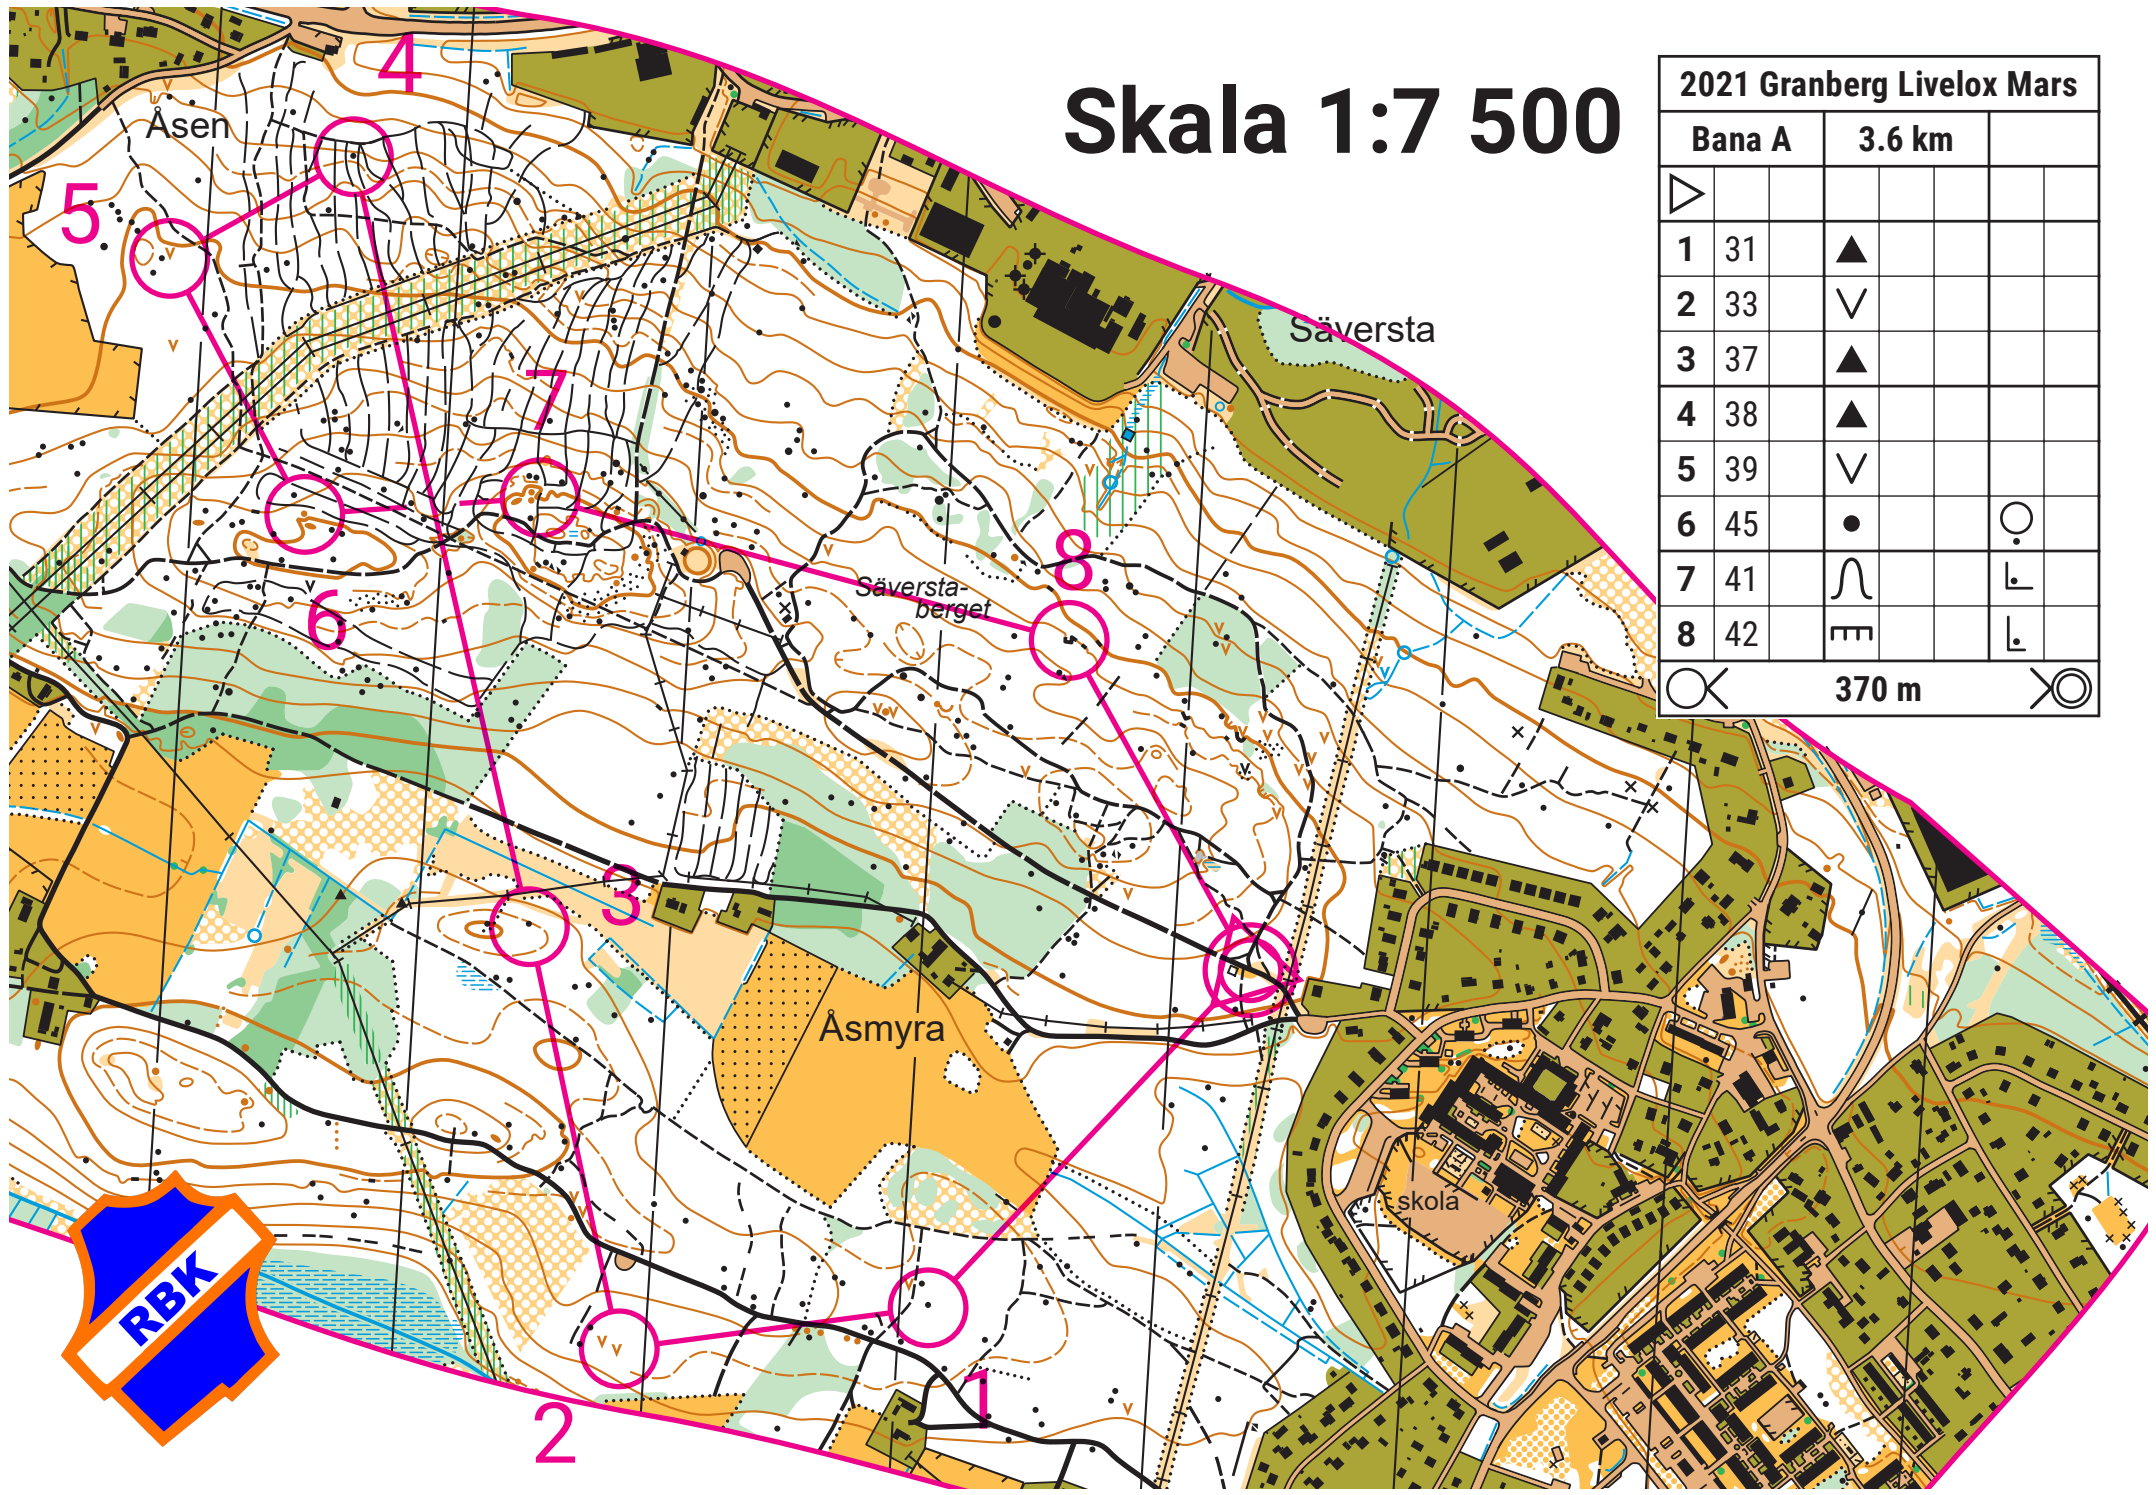 Skala 1:7 500
2021 Granberg Livelox Mars
Bana A 3.6 km
1 31
2 33
3 37
4 38
5 39
6 45
7 41
8 42
370 m
4
Åsen
5
Säversta
7
8
Säversta-
berget
6
3
Åsmyra
skola
RBK
1
2